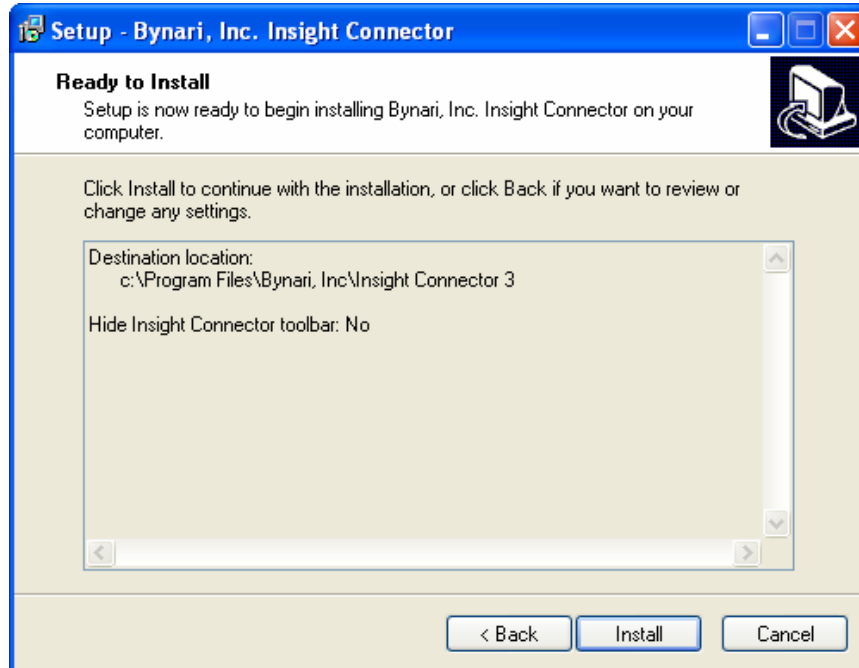 Setup - Bynari, Inc. Insight Connector
Ready to Install
Setup is now ready to begin installing Bynari, Inc. Insight Connector on your
computer.
Click Install to continue with the installation, or click Back if you want to review or
change any settings.
Destination location:
c:\Program Files\Bynari, Inc\Insight Connector 3
Hide Insight Connector toolbar: No
< Back Install Cancel